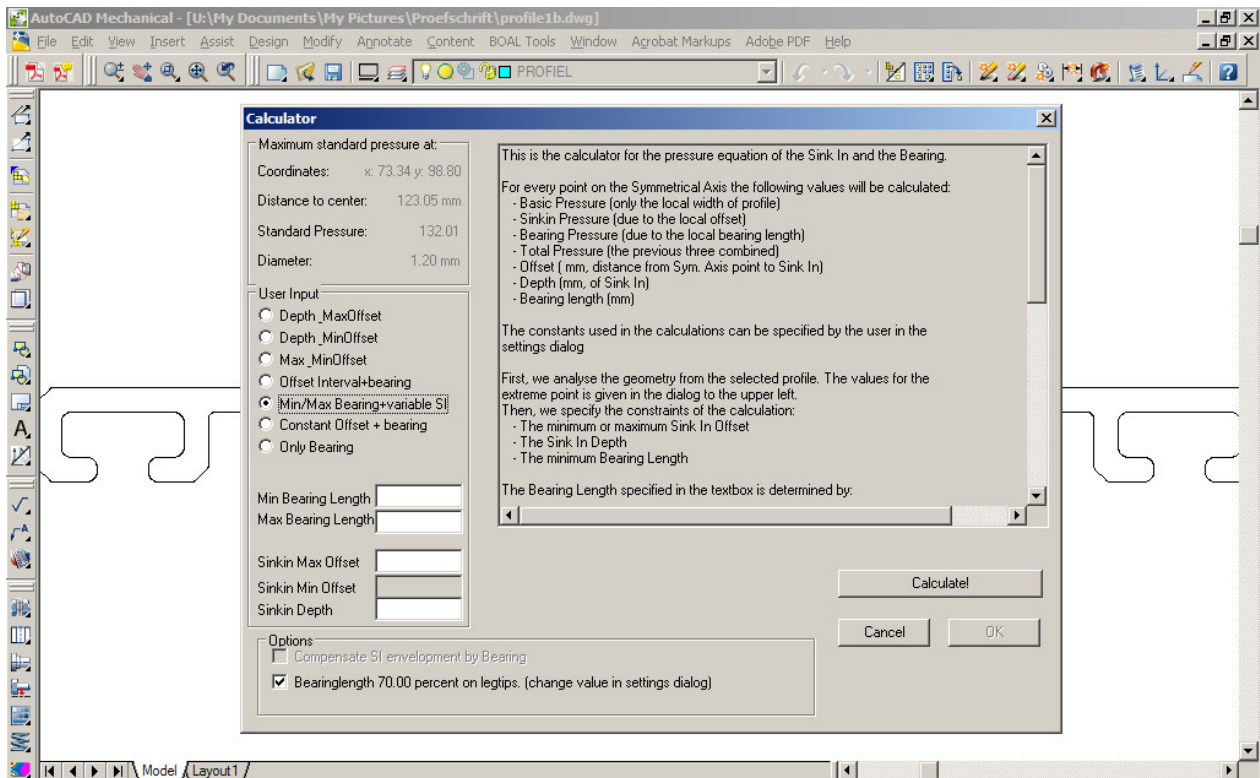 AutoCAD Mechanical - [U:\My Documents\My Pictures\Proefschrift\profile1b.dwg]
File Edit View Insert Assist Design Modify Annotate Content BOAL Tools Window Acrobat Markups Adobe PDF Help
PROFIEL
Calculator
Maximum standard pressure at:
Coordinates: x: 73.34 y: 98.80
Distance to center: 123.05 mm
Standard Pressure: 132.01
Diameter: 1.20 mm
User Input
Depth_MaxOffset
Depth_MinOffset
Max_MinOffset
Offset Interval+bearing
Min/Max Bearing+variable SI
Constant Offset + bearing
Only Bearing
Min Bearing Length
Max Bearing Length
Sinkin Max Offset
Sinkin Min Offset
Sinkin Depth
This is the calculator for the pressure equation of the Sink In and the Bearing.
For every point on the Symmetrical Axis the following values will be calculated:
- Basic Pressure (only the local width of profile)
- Sinkin Pressure (due to the local offset)
- Bearing Pressure (due to the local bearing length)
- Total Pressure (the previous three combined)
- Offset ( mm, distance from Sym. Axis point to Sink In)
- Depth (mm, of Sink In)
- Bearing length (mm)
The constants used in the calculations can be specified by the user in the
settings dialog
First, we analyse the geometry from the selected profile. The values for the
extreme point is given in the dialog to the upper left.
Then, we specify the constraints of the calculation:
- The minimum or maximum Sink In Offset
- The Sink In Depth
- The minimum Bearing Length
The Bearing Length specified in the textbox is determined by:
Calculate!
Cancel OK
Options
Compensate SI envelopment by Bearing
Bearinglength 70.00 percent on legtips. (change value in settings dialog)
Model Layout1